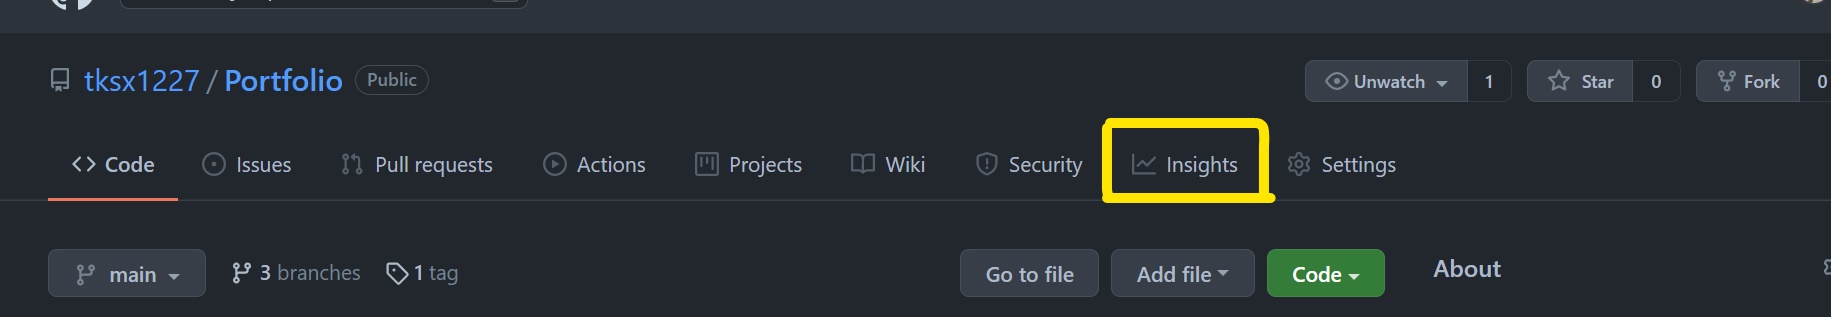 tksx1227 / Portfolio Public
Unwatch 1 Star 0 Fork 0
Code Issues Pull requests Actions Projects Wiki Security Insights Settings
main 3 branches 1 tag Go to file Add file Code About